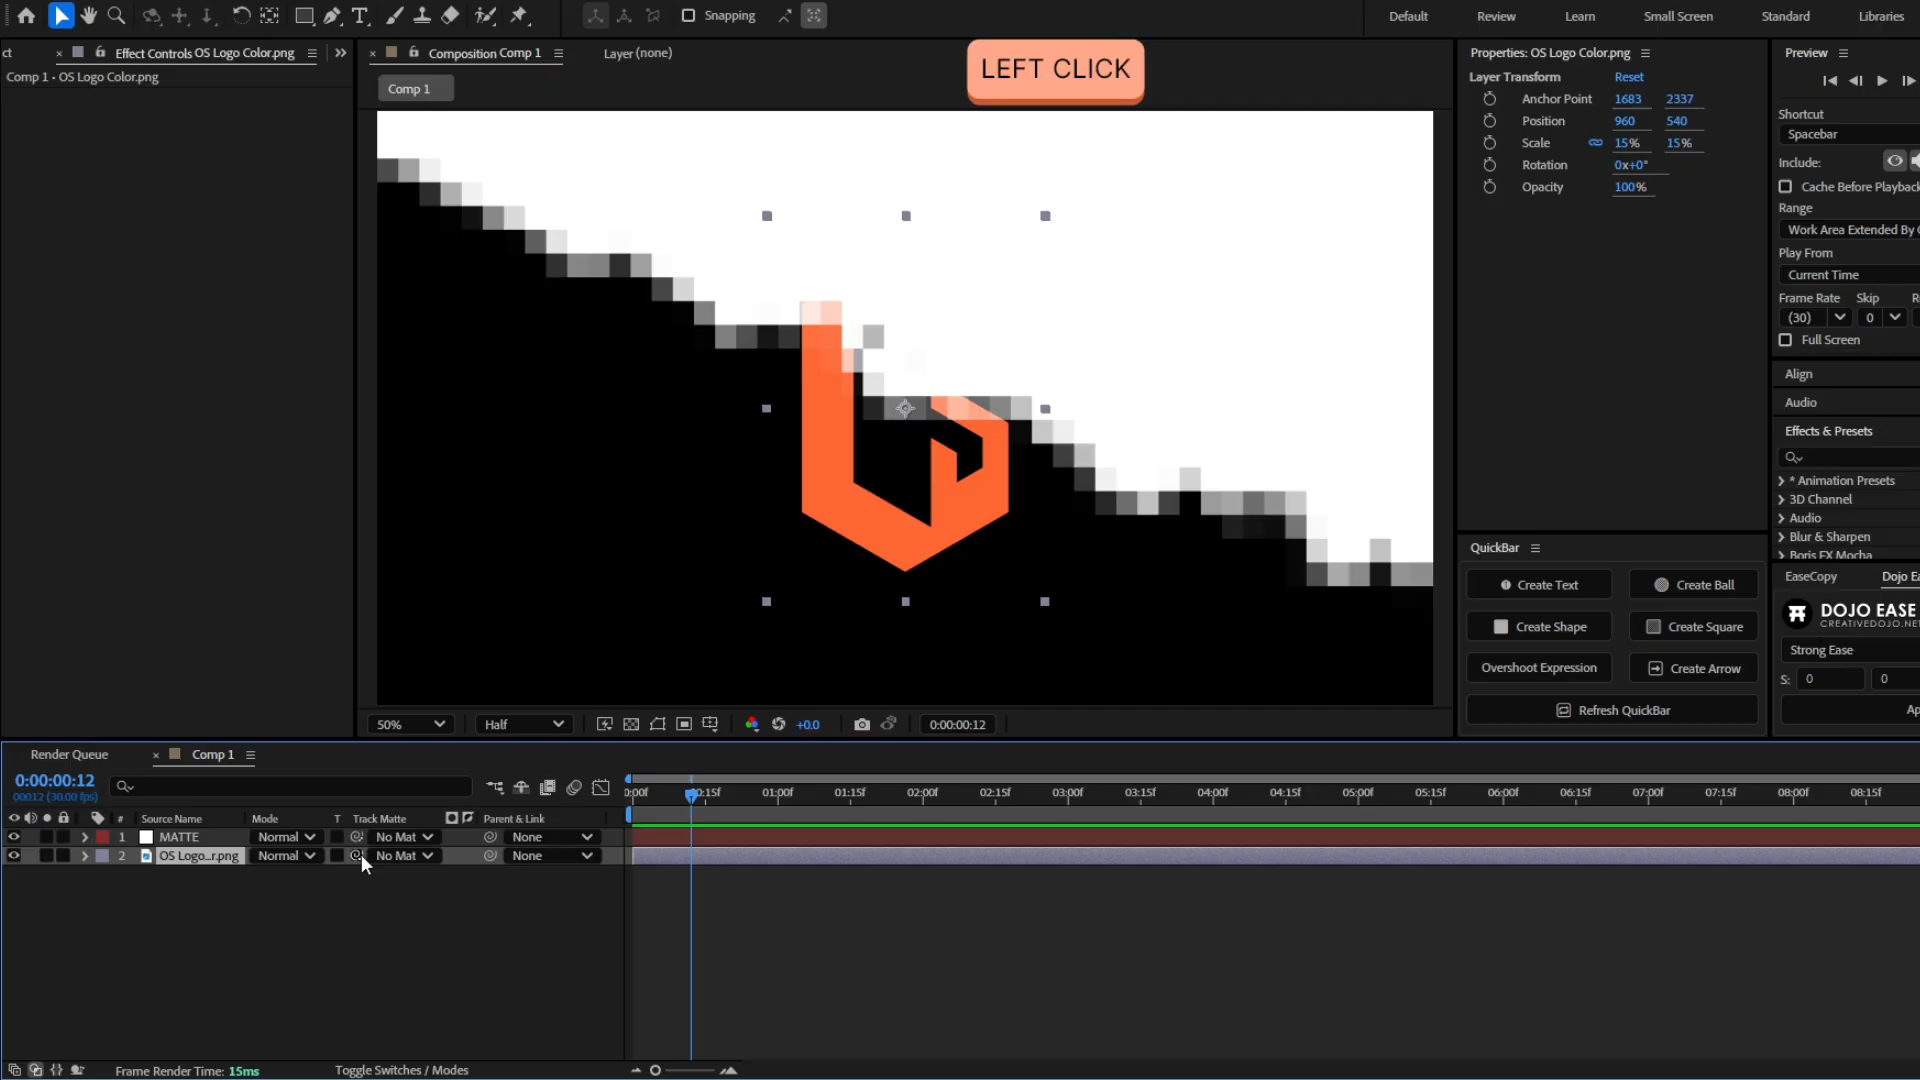 Snapping
Default
Review
Learn
Small Screen
Standard
Libraries
ct
Effect Controls OS Logo Color.png
Comp 1 • OS Logo Color.png
Composition Comp 1
Layer (none)
Comp 1
LEFT CLICK
Properties: OS Logo Color.png
Layer Transform
Reset
Anchor Point 1683 2337
Position 960 540
Scale 15% 15%
Rotation 0x+0°
Opacity 100%
Preview
Shortcut
Spacebar
Include:
Cache Before Playback
Range
Work Area Extended By C
Play From
Current Time
Frame Rate Skip
(30) 0
Full Screen
Align
Audio
Effects & Presets
* Animation Presets
3D Channel
Audio
Blur & Sharpen
Boris FX Mocha
EaseCopy Dojo Ea
DOJO EASE
CREATIVEDOJO.NET
Strong Ease
S: 0 0
Ap
QuickBar
Create Text
Create Ball
Create Shape
Create Square
Overshoot Expression
Create Arrow
Refresh QuickBar
50%
Half
+0.0
0:00:00:12
Render Queue
Comp 1
0:00:00:12
00012 (30.00 fps)
# Source Name Mode T Track Matte Parent & Link
1 MATTE Normal No Mat None
2 OS Logo...r.png Normal No Mat None
0:00f 00:15f 01:00f 01:15f 02:00f 02:15f 03:00f 03:15f 04:00f 04:15f 05:00f 05:15f 06:00f 06:15f 07:00f 07:15f 08:00f 08:15f
Frame Render Time: 15ms
Toggle Switches / Modes